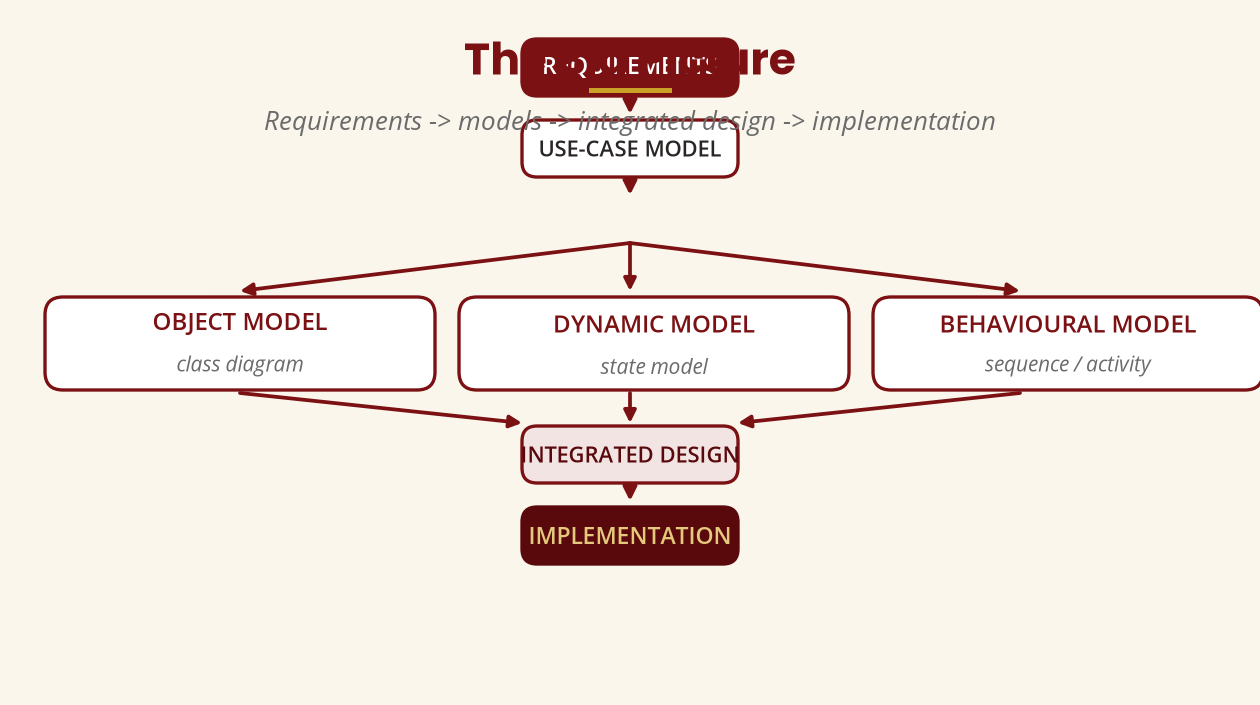 REQUIREMENTS
Requirements -> models -> integrated design -> implementation
USE-CASE MODEL
OBJECT MODEL
class diagram
DYNAMIC MODEL
state model
BEHAVIOURAL MODEL
sequence / activity
INTEGRATED DESIGN
IMPLEMENTATION